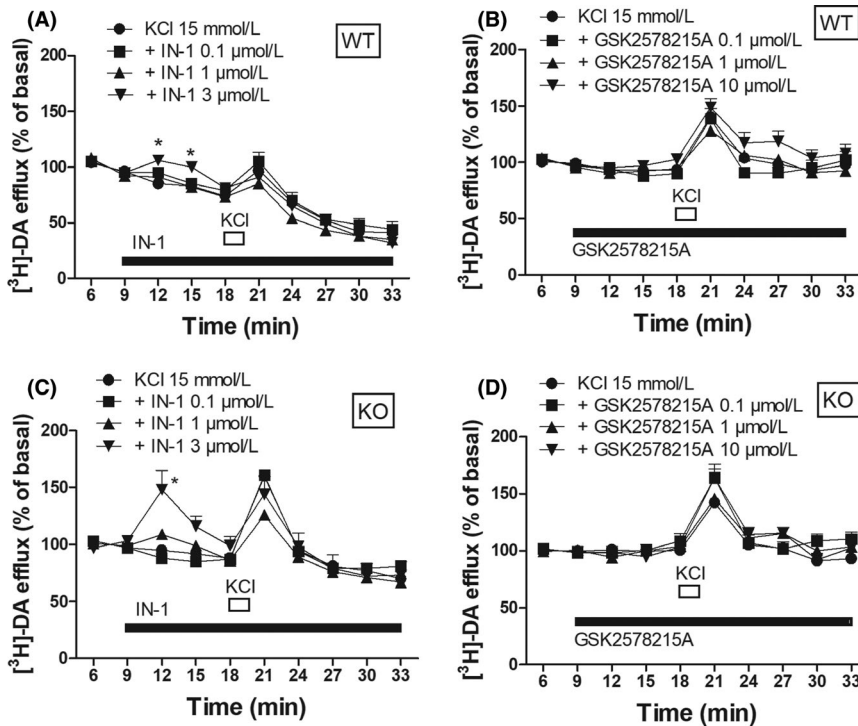 (A)
KCl 15 mmol/L
+ IN-1 0.1 µmol/L
+ IN-1 1 µmol/L
+ IN-1 3 µmol/L
WT
[³H]-DA efflux (% of basal)
200
150
100
50
0
* *
KCl
IN-1
6 9 12 15 18 21 24 27 30 33
Time (min)
(B)
KCl 15 mmol/L
+ GSK2578215A 0.1 µmol/L
+ GSK2578215A 1 µmol/L
+ GSK2578215A 10 µmol/L
WT
[³H]-DA efflux (% of basal)
200
150
100
50
0
KCl
GSK2578215A
6 9 12 15 18 21 24 27 30 33
Time (min)
(C)
KCl 15 mmol/L
+ IN-1 0.1 µmol/L
+ IN-1 1 µmol/L
+ IN-1 3 µmol/L
KO
[³H]-DA efflux (% of basal)
200
150
100
50
0
*
KCl
IN-1
6 9 12 15 18 21 24 27 30 33
Time (min)
(D)
KCl 15 mmol/L
+ GSK2578215A 0.1 µmol/L
+ GSK2578215A 1 µmol/L
+ GSK2578215A 10 µmol/L
KO
[³H]-DA efflux (% of basal)
200
150
100
50
0
KCl
GSK2578215A
6 9 12 15 18 21 24 27 30 33
Time (min)